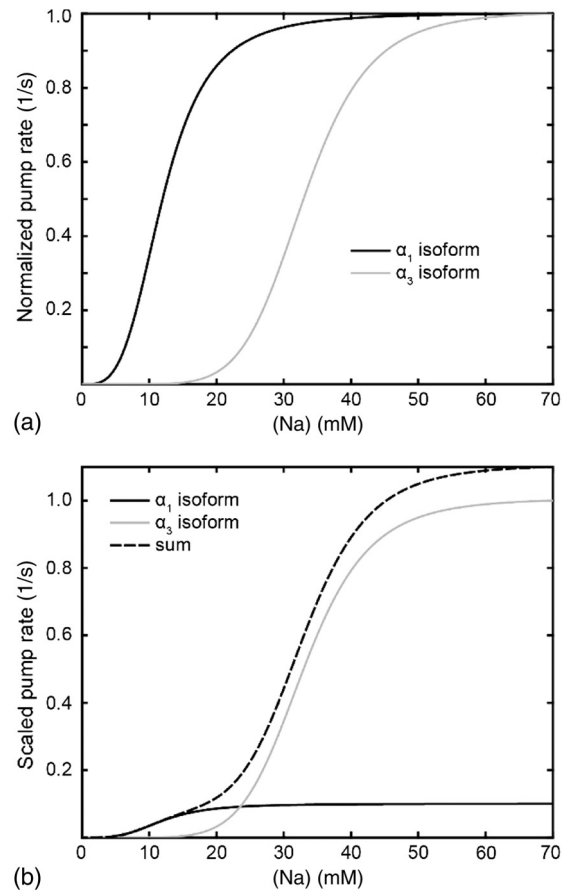 1.0
0.8
0.6
0.4
0.2
Normalized pump rate (1/s)
α₁ isoform
α₃ isoform
0 10 20 30 40 50 60 70
(Na) (mM)
(a)
1.0
0.8
0.6
0.4
0.2
Scaled pump rate (1/s)
α₁ isoform
α₃ isoform
sum
0 10 20 30 40 50 60 70
(Na) (mM)
(b)